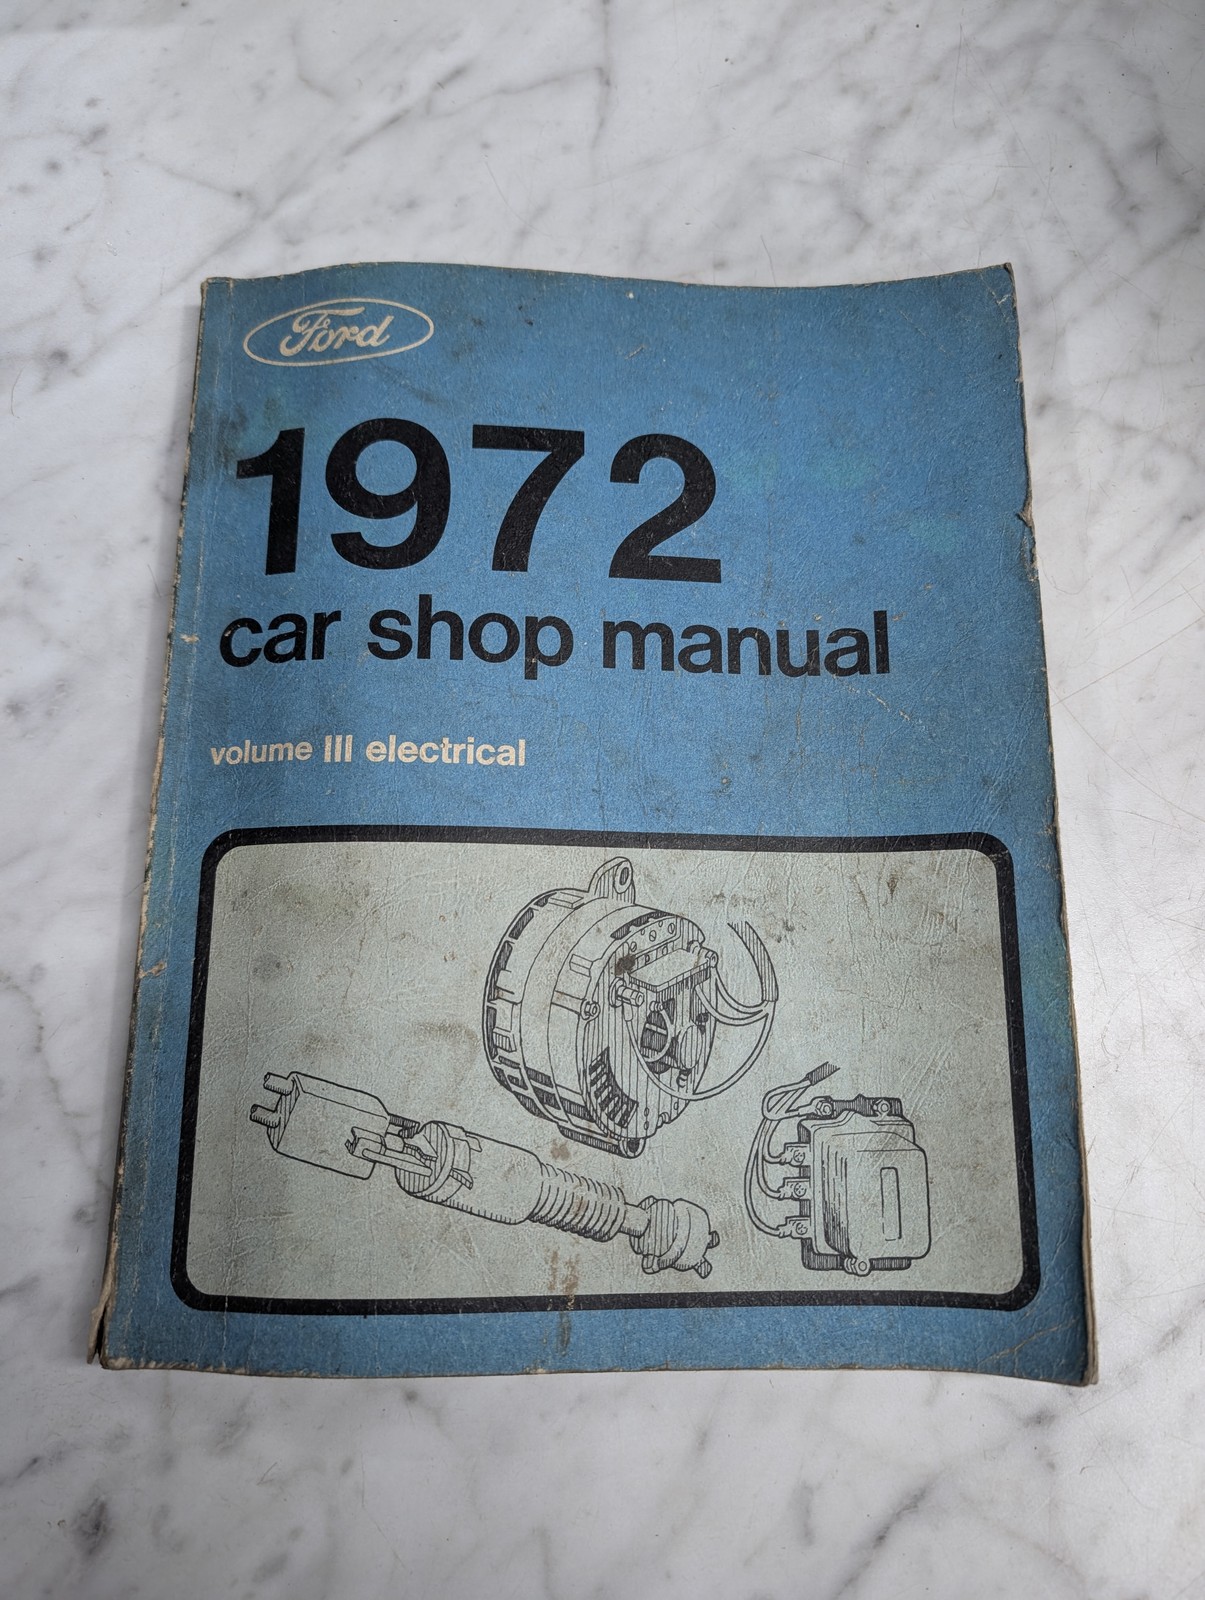 Ford
1972
car shop manual
volume III electrical